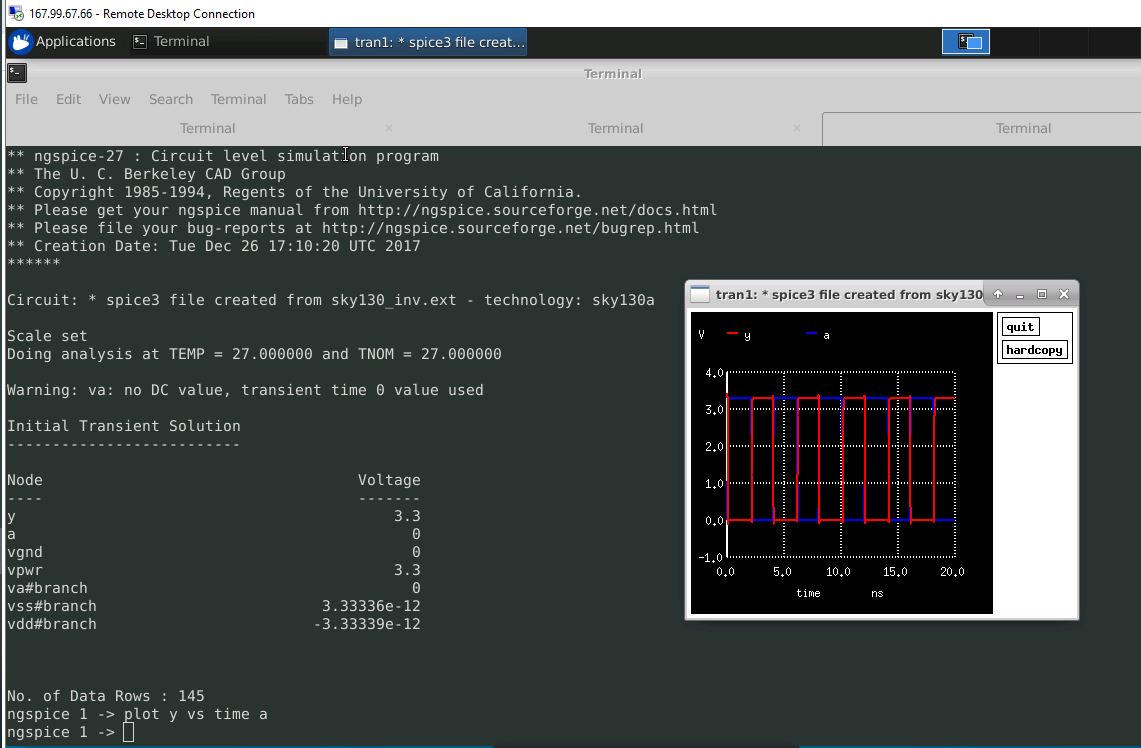 167.99.67.66 - Remote Desktop Connection
Applications Terminal tran1: * spice3 file creat...
Terminal
File Edit View Search Terminal Tabs Help
Terminal × Terminal × Terminal
** ngspice-27 : Circuit level simulation program
** The U. C. Berkeley CAD Group
** Copyright 1985-1994, Regents of the University of California.
** Please get your ngspice manual from http://ngspice.sourceforge.net/docs.html
** Please file your bug-reports at http://ngspice.sourceforge.net/bugrep.html
** Creation Date: Tue Dec 26 17:10:20 UTC 2017
******
Circuit: * spice3 file created from sky130_inv.ext - technology: sky130a
Scale set
Doing analysis at TEMP = 27.000000 and TNOM = 27.000000
Warning: va: no DC value, transient time 0 value used
Initial Transient Solution
--------------------------
Node Voltage
---- -------
y 3.3
a 0
vgnd 0
vpwr 3.3
va#branch 0
vss#branch 3.33336e-12
vdd#branch -3.33339e-12
No. of Data Rows : 145
ngspice 1 -> plot y vs time a
ngspice 1 ->
tran1: * spice3 file created from sky130
quit
hardcopy
V y a
4.0
3.0
2.0
1.0
0.0
-1.0
0.0 5.0 10.0 15.0 20.0
time ns